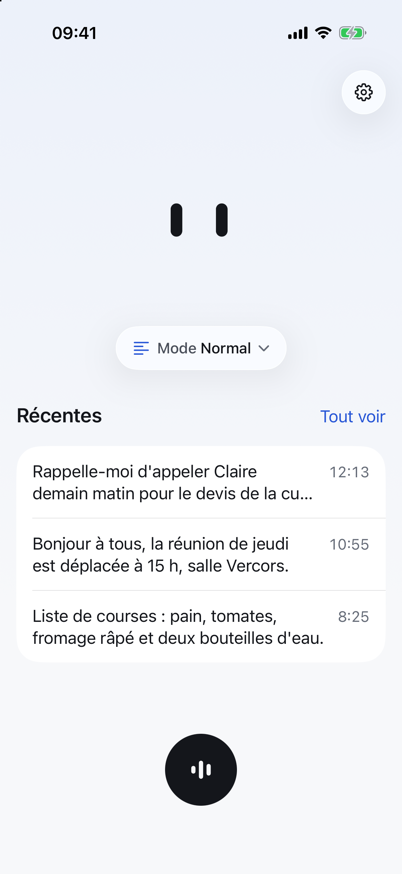 09:41
Mode Normal
Récentes
Tout voir
Rappelle-moi d'appeler Claire
12:13
demain matin pour le devis de la cu...
Bonjour à tous, la réunion de jeudi
10:55
est déplacée à 15 h, salle Vercors.
Liste de courses : pain, tomates,
8:25
fromage râpé et deux bouteilles d'eau.